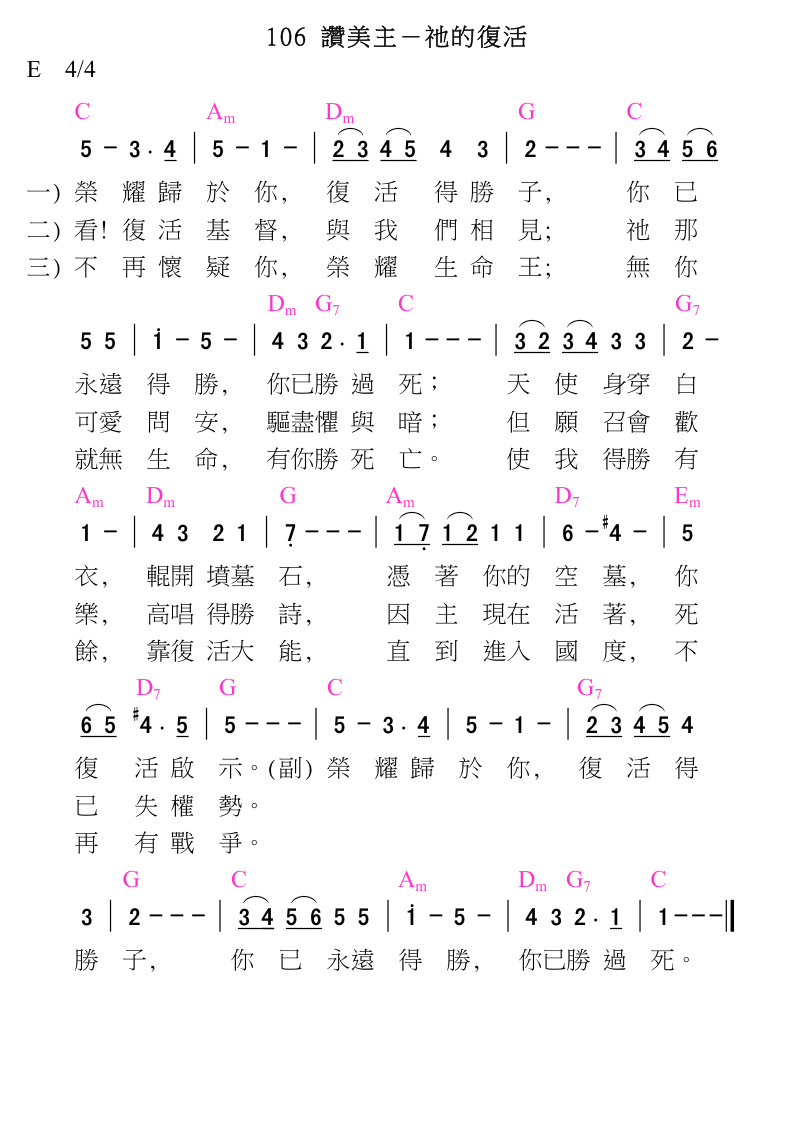 106 讚美主－祂的復活
E 4/4
C Am Dm G C
5 - 3 . 4 | 5 - 1 - | 2 3 4 5 4 3 | 2 - - - | 3 4 5 6
一) 榮 耀 歸 於 你, 復 活 得 勝 子, 你 已
二) 看! 復 活 基 督, 與 我 們 相 見; 祂 那
三) 不 再 懷 疑 你, 榮 耀 生 命 王; 無 你
Dm G7 C G7
5 5 | i - 5 - | 4 3 2 . 1 | 1 - - - | 3 2 3 4 3 3 | 2 -
永遠 得 勝, 你已勝 過 死； 天 使 身穿 白
可愛 問 安, 驅盡懼 與 暗； 但 願 召會 歡
就無 生 命, 有你勝 死 亡。 使 我 得勝 有
Am Dm G Am D7 Em
1 - | 4 3 2 1 | 7 - - - | 1 7 1 2 1 1 | 6 - #4 - | 5
衣, 輥開 墳墓 石, 憑 著 你的 空 墓, 你
樂, 高唱 得勝 詩, 因 主 現在 活 著, 死
餘, 靠復 活大 能, 直 到 進入 國 度, 不
D7 G C G7
6 5 #4 . 5 | 5 - - - | 5 - 3 . 4 | 5 - 1 - | 2 3 4 5 4
復 活 啟 示。(副) 榮 耀 歸 於 你, 復 活 得
已 失 權 勢。
再 有 戰 爭。
G C Am Dm G7 C
3 | 2 - - - | 3 4 5 6 5 5 | i - 5 - | 4 3 2 . 1 | 1 - - - ‖
勝 子, 你 已 永遠 得 勝, 你已勝 過 死。